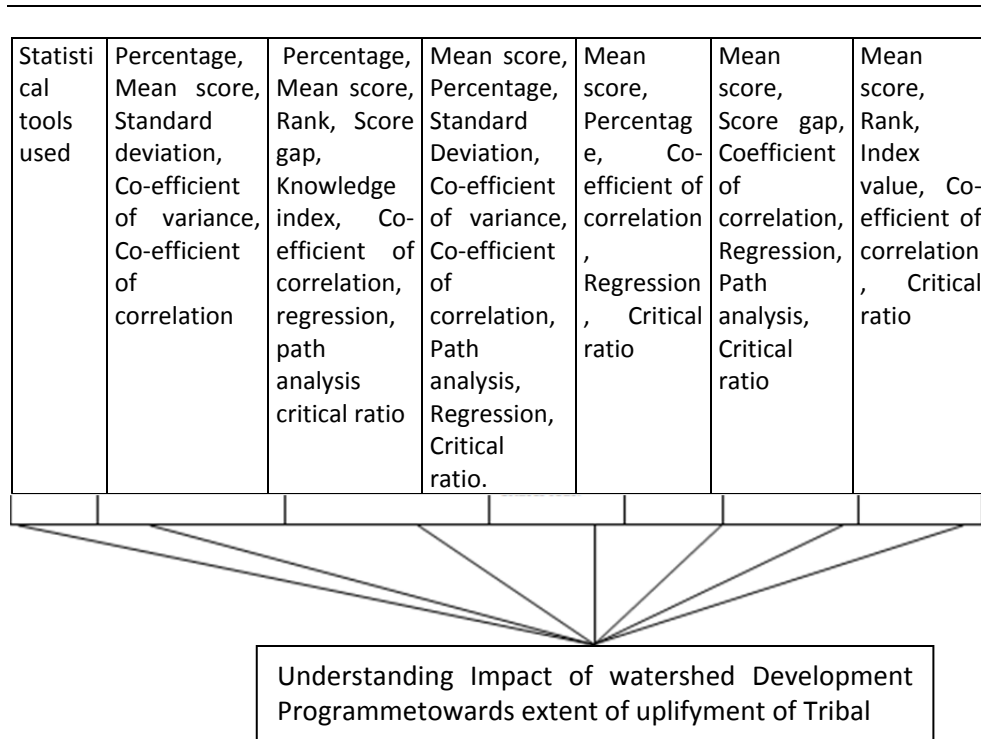 Statisti
cal
tools
used
Percentage,
Mean score,
Standard
deviation,
Co-efficient
of variance,
Co-efficient
of
correlation
Percentage,
Mean score,
Rank, Score
gap,
Knowledge
index, Co-
efficient of
correlation,
regression,
path
analysis
critical ratio
Mean score,
Percentage,
Standard
Deviation,
Co-efficient
of variance,
Co-efficient
of
correlation,
Path
analysis,
Regression,
Critical
ratio.
Mean
score,
Percentag
e, Co-
efficient of
correlation
,
Regression
, Critical
ratio
Mean
score,
Score gap,
Coefficient
of
correlation,
Regression,
Path
analysis,
Critical
ratio
Mean
score,
Rank,
Index
value, Co-
efficient of
correlation
, Critical
ratio
Understanding Impact of watershed Development
Programmetowards extent of uplifyment of Tribal